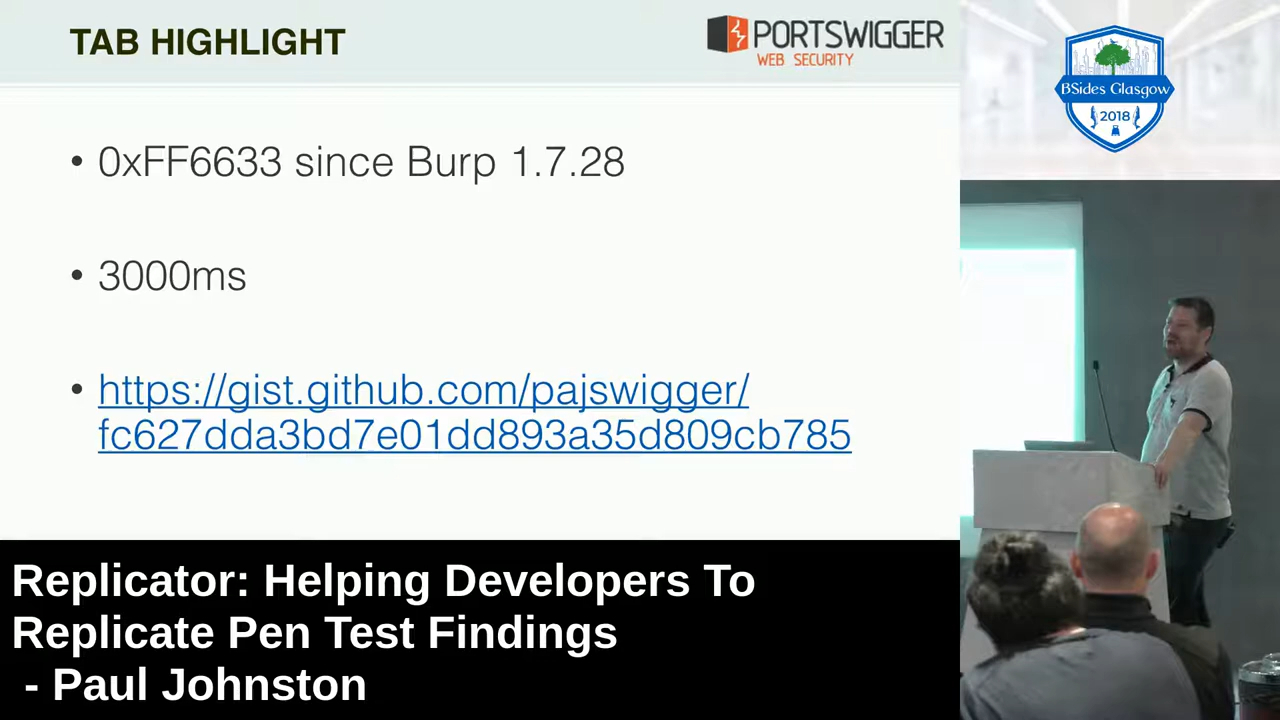 TAB HIGHLIGHT
PORTSWIGGER
WEB SECURITY
BSides Glasgow
2018
• 0xFF6633 since Burp 1.7.28
• 3000ms
• https://gist.github.com/pajswigger/
fc627dda3bd7e01dd893a35d809cb785
Replicator: Helping Developers To
Replicate Pen Test Findings
- Paul Johnston